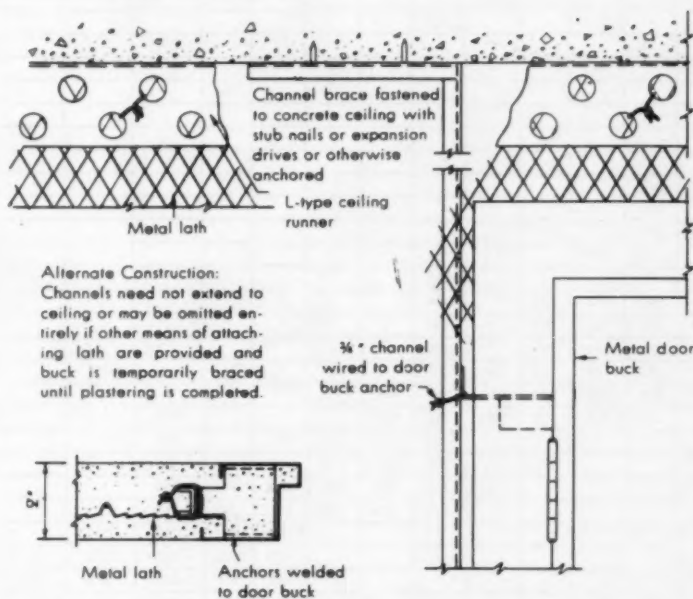 Channel brace fastened
to concrete ceiling with
stub nails or expansion
drives or otherwise
anchored
L-type ceiling
runner
Metal lath
Alternate Construction:
Channels need not extend to
ceiling or may be omitted en-
tirely if other means of attach-
ing lath are provided and
buck is temporarily braced
until plastering is completed.
¾" channel
wired to door
buck anchor
Metal door
buck
2"
Metal lath
Anchors welded
to door buck